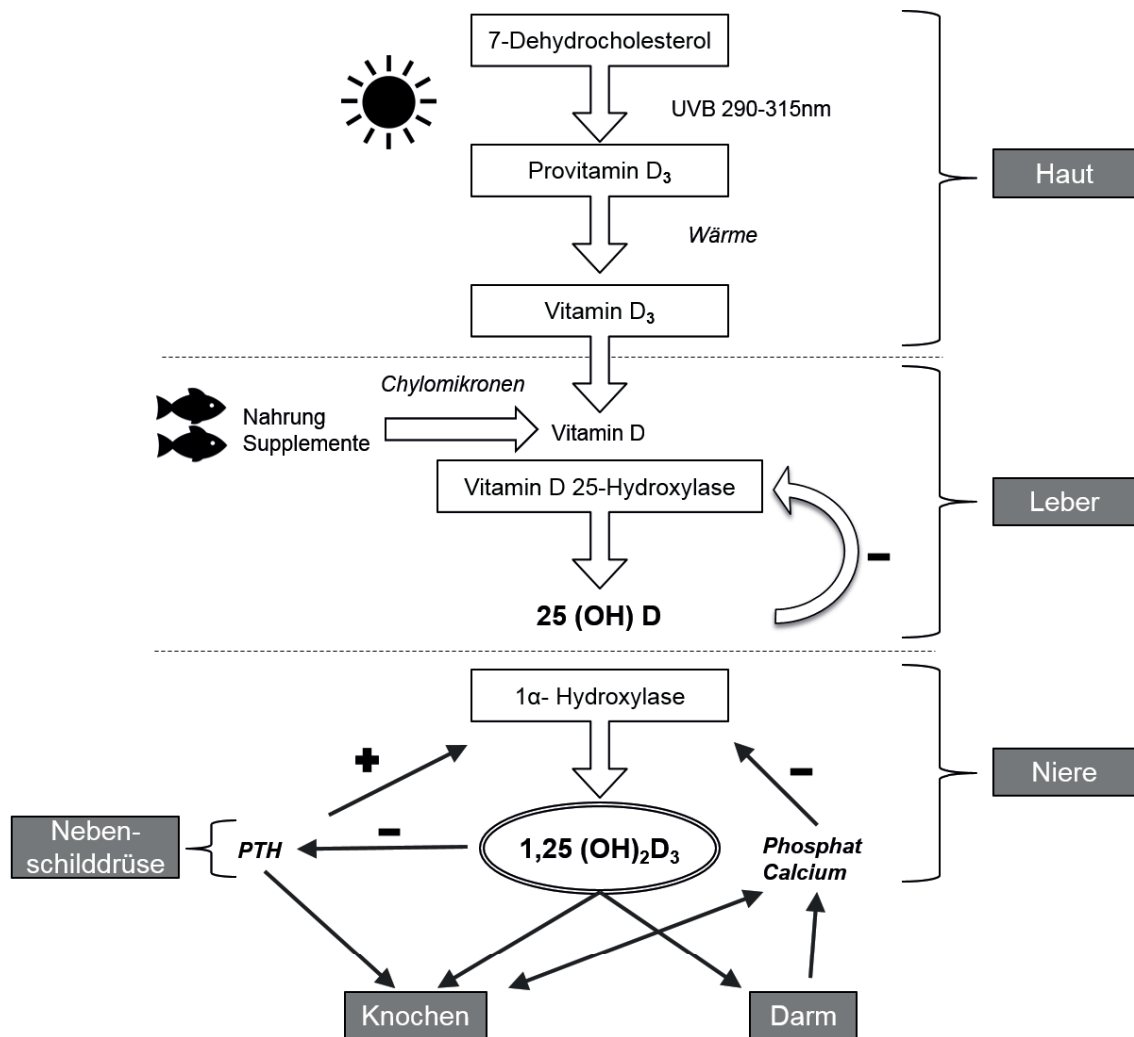 7-Dehydrocholesterol
UVB 290-315nm
Provitamin D₃
Haut
Wärme
Vitamin D₃
Chylomikronen
Nahrung
Supplemente
Vitamin D
Vitamin D 25-Hydroxylase
Leber
-
25 (OH) D
1α- Hydroxylase
+
-
Niere
Neben-
schilddrüse
PTH
-
1,25 (OH)₂D₃
Phosphat
Calcium
Knochen
Darm